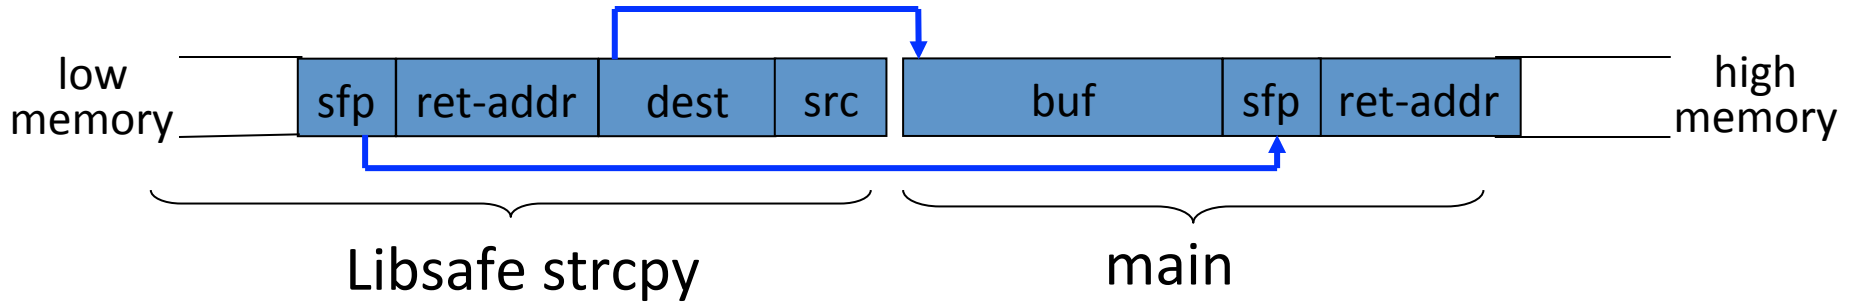 low
memory
sfp ret-addr dest src buf sfp ret-addr
high
memory
Libsafe strcpy
main